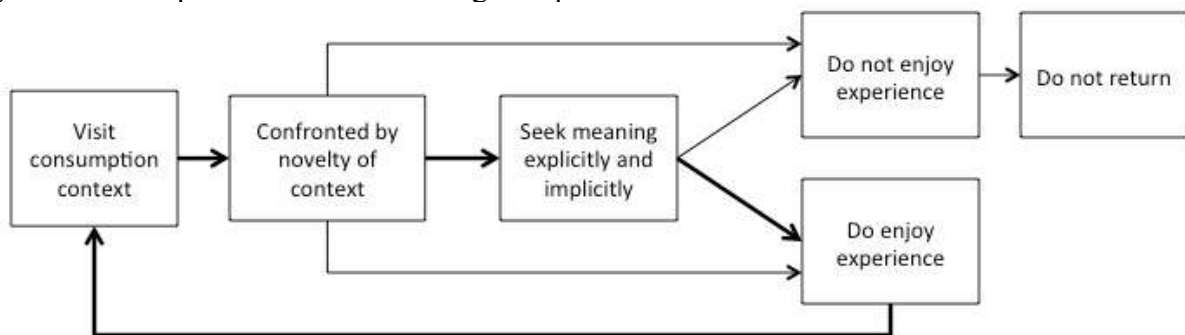 Visit
consumption
context
Confronted by
novelty of
context
Seek meaning
explicitly and
implicitly
Do not enjoy
experience
Do not return
Do enjoy
experience